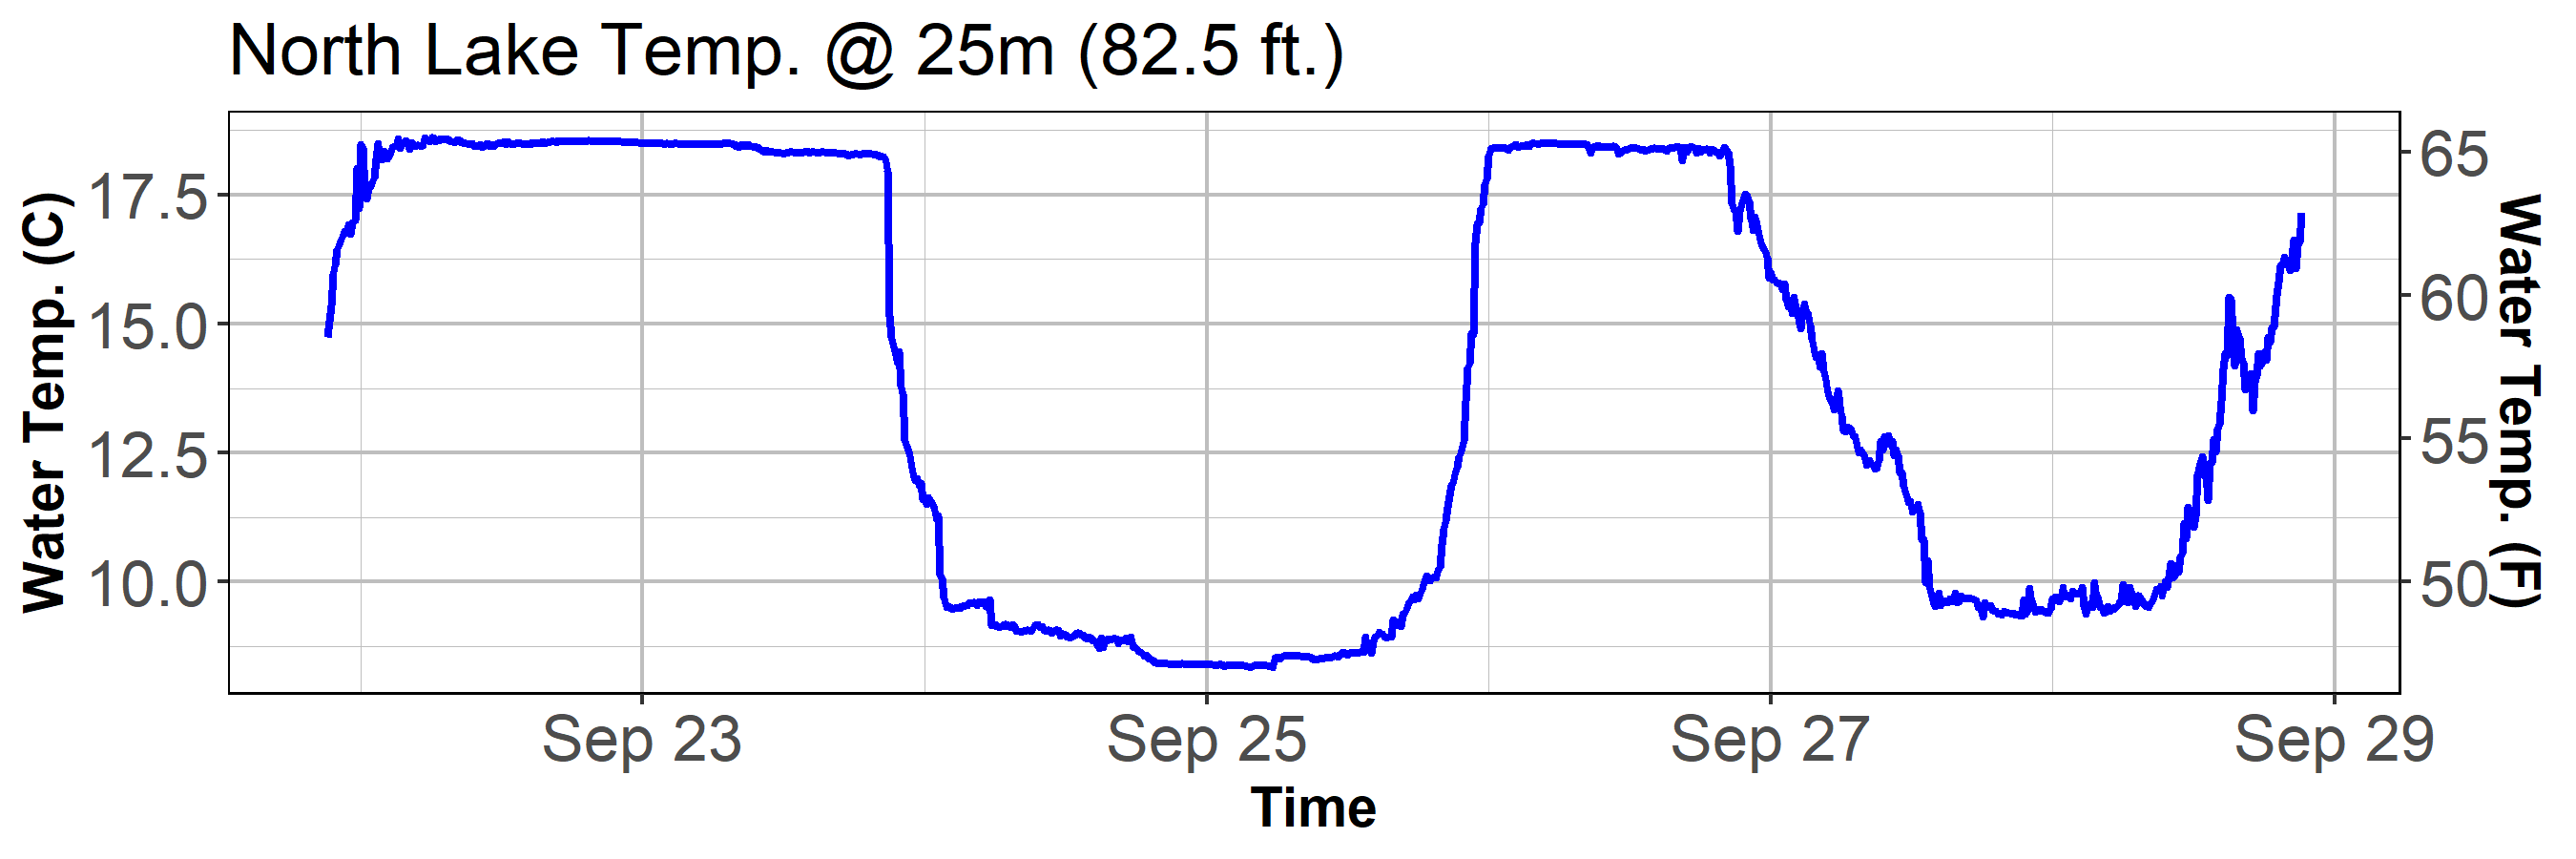 North Lake Temp. @ 25m (82.5 ft.)
Water Temp. (C)
17.5
15.0
12.5
10.0
65
60
55
50
Water Temp. (F)
Sep 23 Sep 25 Sep 27 Sep 29
Time